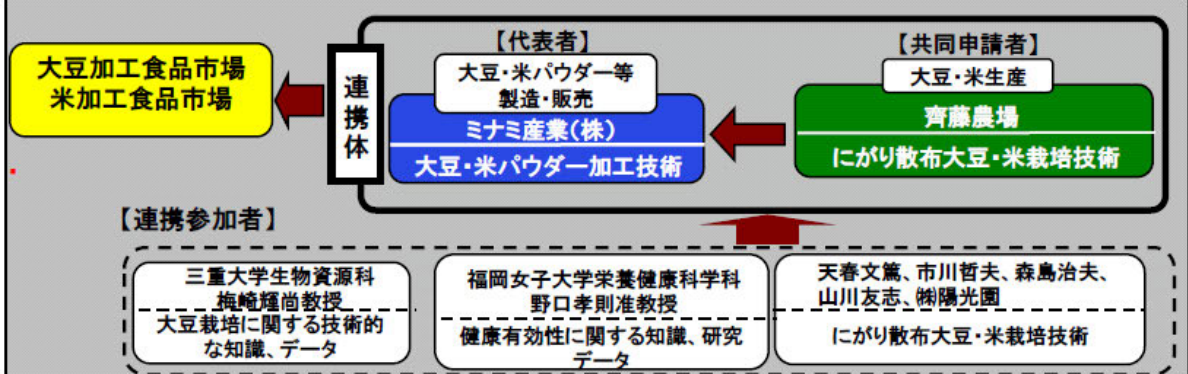 大豆加工食品市場
米加工食品市場
連携体
【代表者】
大豆・米パウダー等
製造・販売
ミナミ産業(株)
大豆・米パウダー加工技術
【共同申請者】
大豆・米生産
齊藤農場
にがり散布大豆・米栽培技術
【連携参加者】
三重大学生物資源科
梅崎輝尚教授
大豆栽培に関する技術的
な知識、データ
福岡女子大学栄養健康科学科
野口孝則准教授
健康有効性に関する知識、研究
データ
天春文篤、市川哲夫、森島治夫、
山川友志、㈱陽光園
にがり散布大豆・米栽培技術